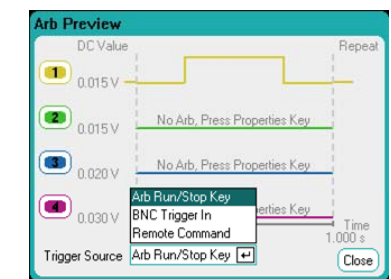 Arb Preview
DC Value Repeat
1 0.015 V
2 0.015 V No Arb, Press Properties Key
3 0.020 V No Arb, Press Properties Key
4 0.030 V erties Key
Arb Run/Stop Key
BNC Trigger In
Remote Command
Time
1.000 s
Trigger Source Arb Run/Stop Key Close